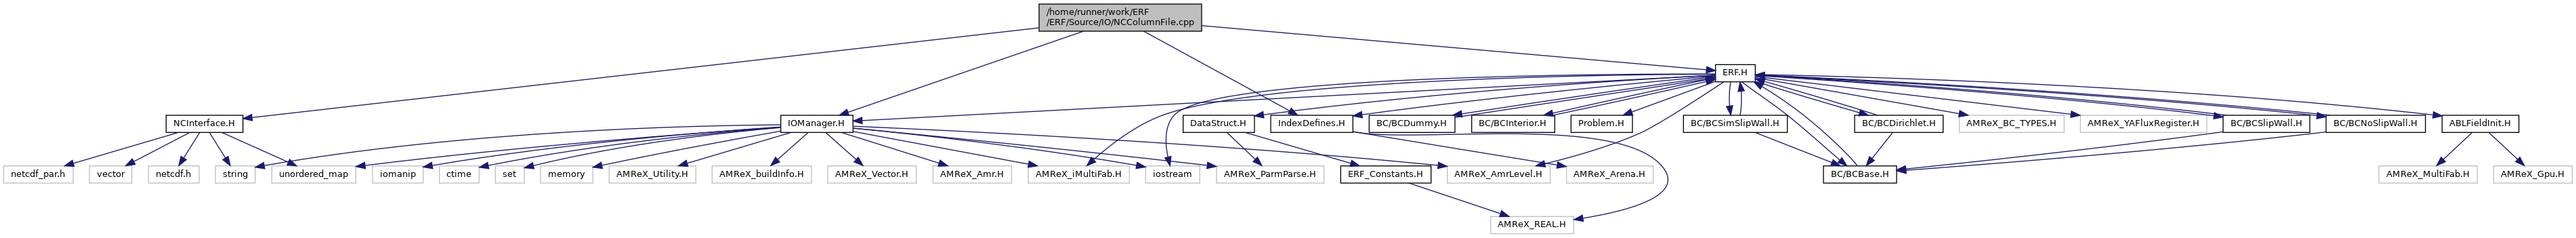 /home/runner/work/ERF
/ERF/Source/IO/NCColumnFile.cpp
ERF.H
NCInterface.H
IOManager.H
DataStruct.H
IndexDefines.H
BC/BCDummy.H
BC/BCInterior.H
Problem.H
BC/BCSimSlipWall.H
BC/BCDirichlet.H
AMReX_BC_TYPES.H
AMReX_YAFluxRegister.H
BC/BCSlipWall.H
BC/BCNoSlipWall.H
ABLFieldInit.H
netcdf_par.h
vector
netcdf.h
string
unordered_map
iomanip
ctime
set
memory
AMReX_Utility.H
AMReX_buildInfo.H
AMReX_Vector.H
AMReX_Amr.H
AMReX_iMultiFab.H
iostream
AMReX_ParmParse.H
ERF_Constants.H
AMReX_AmrLevel.H
AMReX_Arena.H
BC/BCBase.H
AMReX_MultiFab.H
AMReX_Gpu.H
AMReX_REAL.H